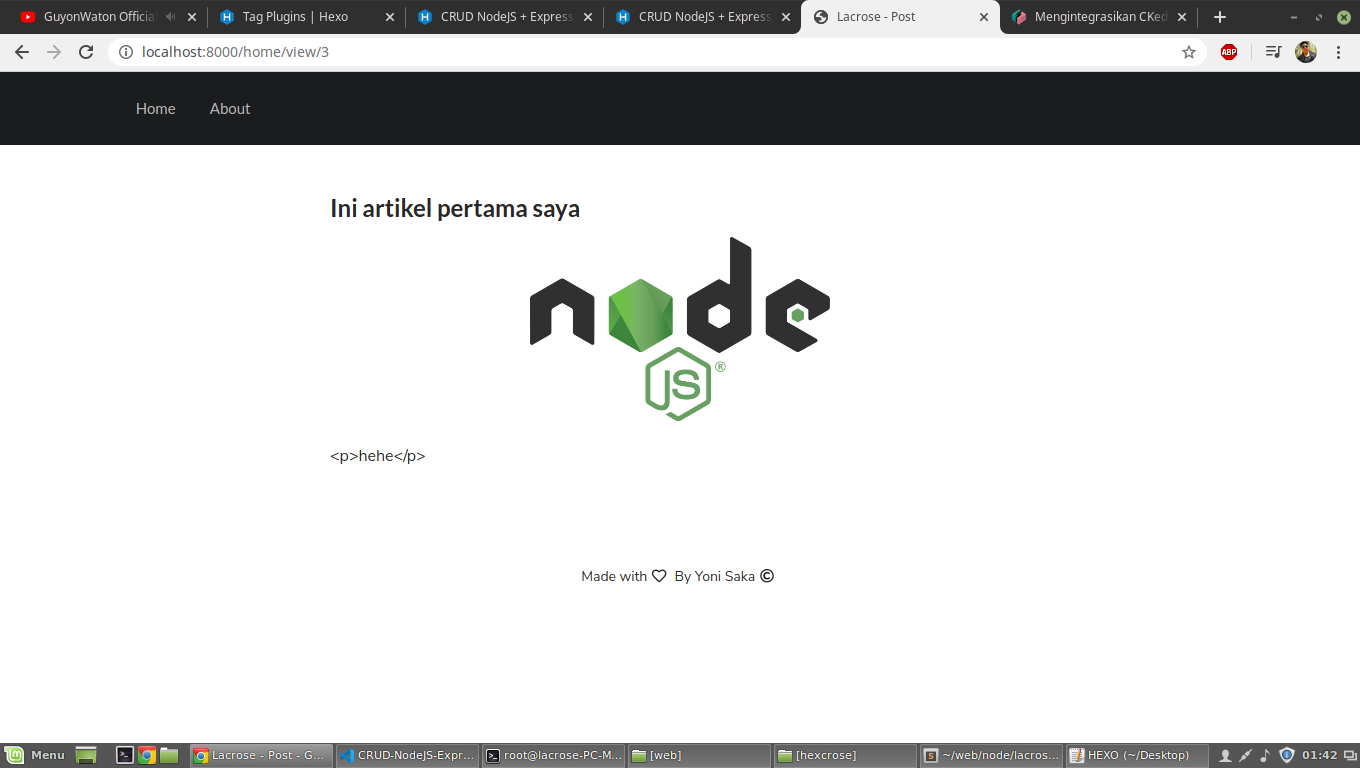 GuyonWaton Official
Tag Plugins | Hexo
CRUD NodeJS + Express
CRUD NodeJS + Express
Lacrose - Post
Mengintegrasikan CKed
localhost:8000/home/view/3
ABP
Home About
Ini artikel pertama saya
node
JS ®
<p>hehe</p>
Made with By Yoni Saka ©
Menu
Lacrose - Post - G...
CRUD-NodeJS-Expr...
root@lacrose-PC-M...
[web]
[hexcrose]
~/web/node/lacros...
HEXO (~/Desktop)
01:42